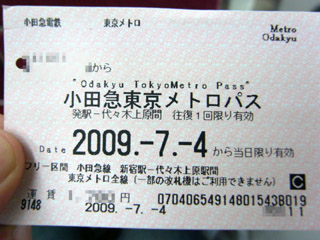 小田急電鉄 東京メトロ Metro
Odakyu
から
"Odakyu TokyoMetro Pass"
小田急東京メトロパス
発駅-代々木上原間 往復1回限り有効
Date 2009.-7.-4 から当日限り有効
フリー区間 小田急線 新宿駅-代々木上原駅間
東京メトロ全線(一部の改札機はご利用できません) C
運賃
9148 2009. -7. -4 07040654914601543B019
11